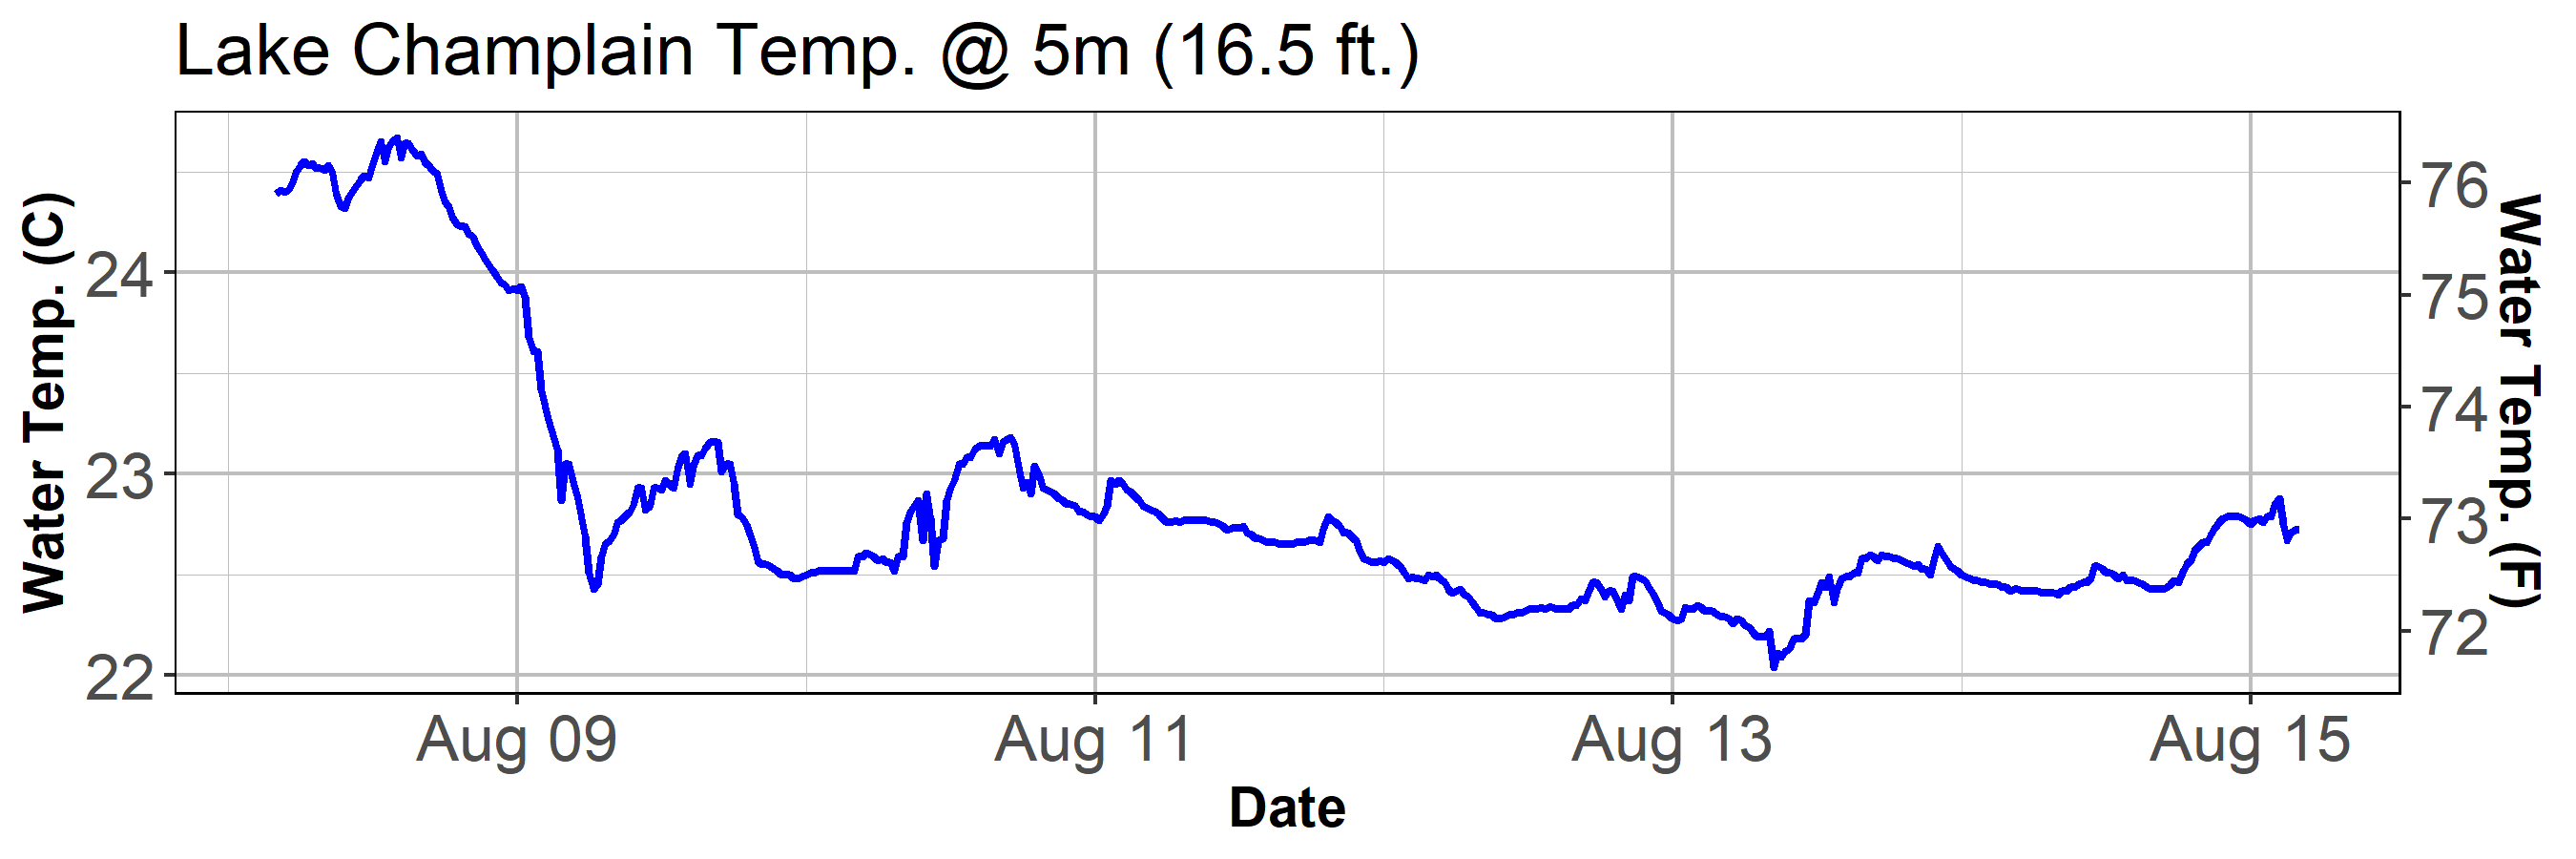 Lake Champlain Temp. @ 5m (16.5 ft.)
Water Temp. (C)
24
23
22
76
75
74
73
72
Water Temp. (F)
Aug 09
Aug 11
Aug 13
Aug 15
Date